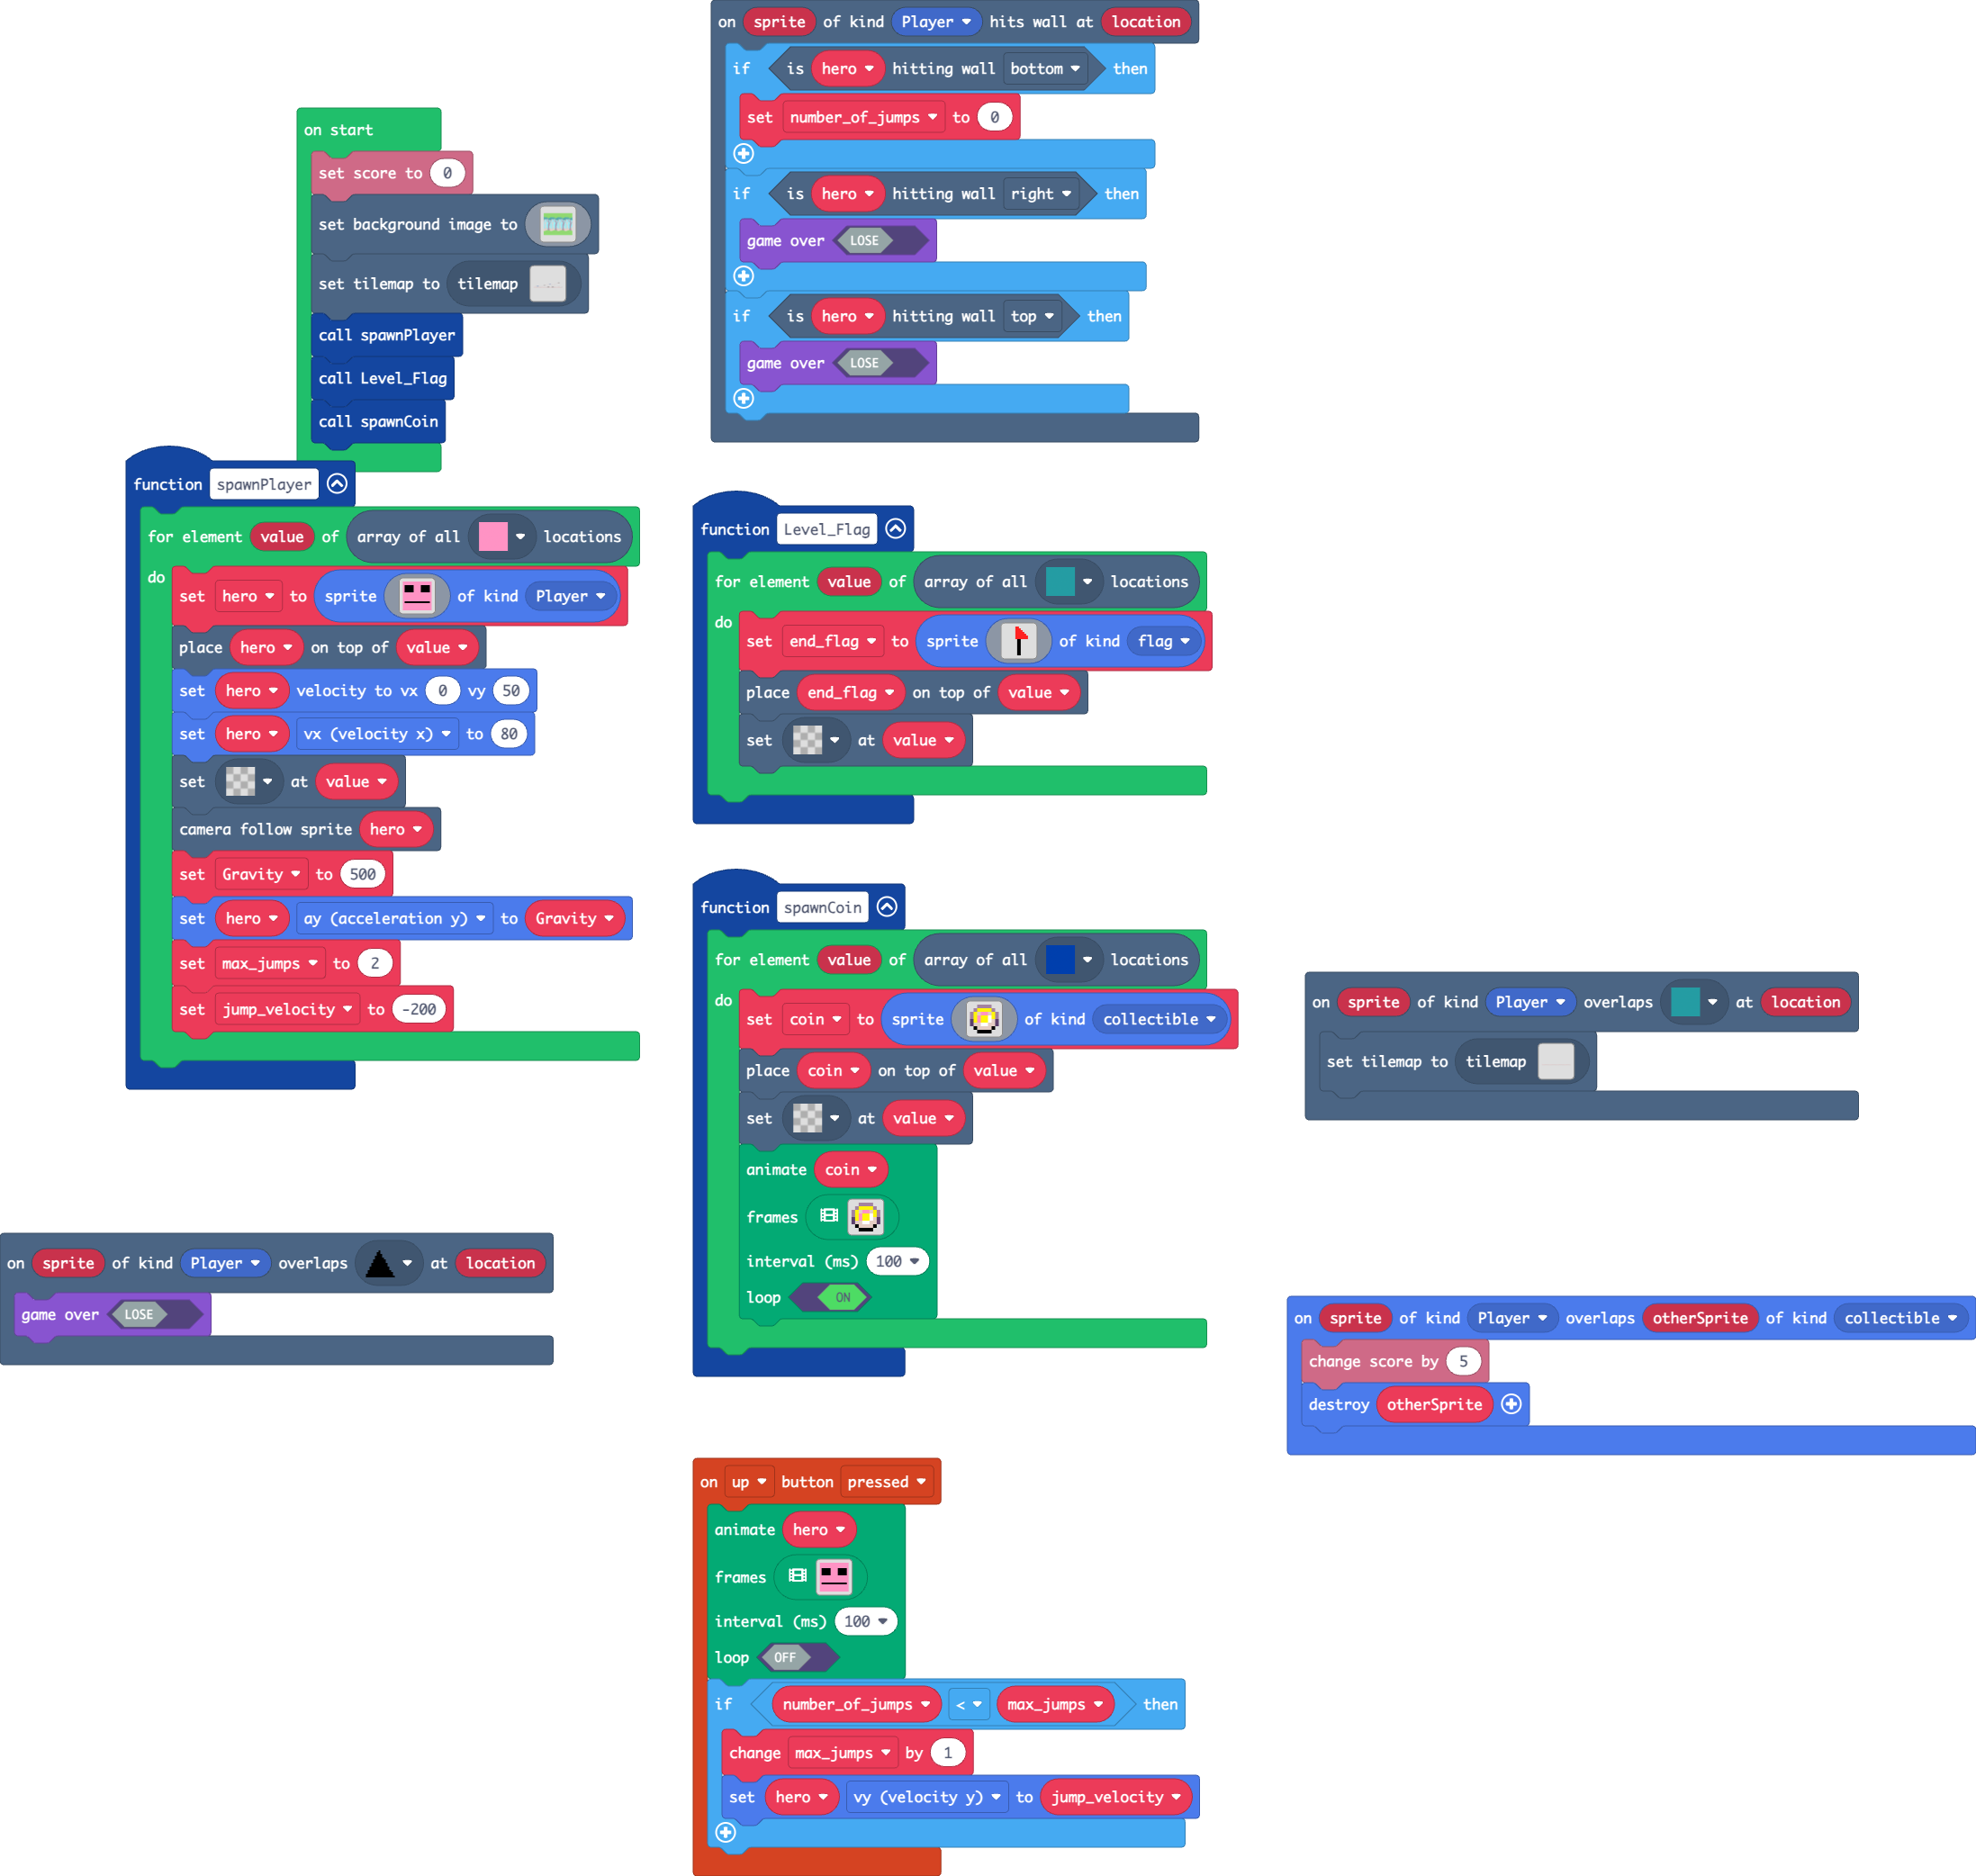 on start
set score to 0
set background image to
set tilemap to tilemap
call spawnPlayer
call Level_Flag
call spawnCoin
function spawnPlayer
for element value of array of all locations
do
set hero to sprite of kind Player
place hero on top of value
set hero velocity to vx 0 vy 50
set hero vx (velocity x) to 80
set at value
camera follow sprite hero
set Gravity to 500
set hero ay (acceleration y) to Gravity
set max_jumps to 2
set jump_velocity to -200
on sprite of kind Player overlaps at location
game over LOSE
on sprite of kind Player hits wall at location
if is hero hitting wall bottom then
set number_of_jumps to 0
if is hero hitting wall right then
game over LOSE
if is hero hitting wall top then
game over LOSE
function Level_Flag
for element value of array of all locations
do
set end_flag to sprite of kind flag
place end_flag on top of value
set at value
function spawnCoin
for element value of array of all locations
do
set coin to sprite of kind collectible
place coin on top of value
set at value
animate coin
frames
interval (ms) 100
loop ON
on up button pressed
animate hero
frames
interval (ms) 100
loop OFF
if number_of_jumps < max_jumps then
change max_jumps by 1
set hero vy (velocity y) to jump_velocity
on sprite of kind Player overlaps at location
set tilemap to tilemap
on sprite of kind Player overlaps otherSprite of kind collectible
change score by 5
destroy otherSprite